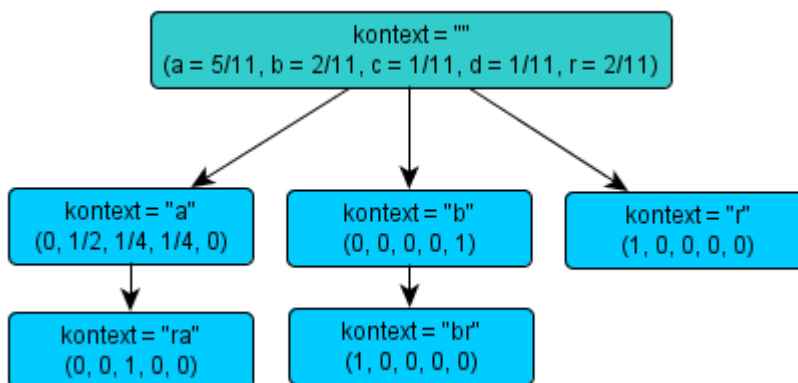 kontext = ""
(a = 5/11, b = 2/11, c = 1/11, d = 1/11, r = 2/11)
kontext = "a"
(0, 1/2, 1/4, 1/4, 0)
kontext = "b"
(0, 0, 0, 0, 1)
kontext = "r"
(1, 0, 0, 0, 0)
kontext = "ra"
(0, 0, 1, 0, 0)
kontext = "br"
(1, 0, 0, 0, 0)